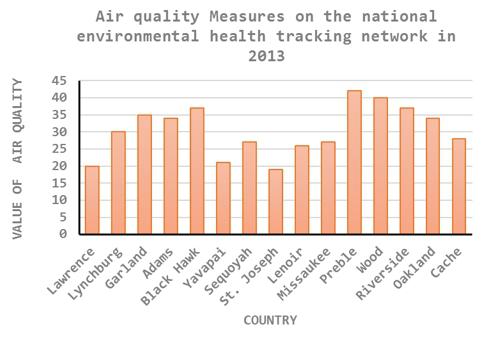 Air quality Measures on the national
environmental health tracking network in
2013
VALUE OF AIR QUALITY
45
40
35
30
25
20
15
10
5
0
Lawrence
Lynchburg
Garland
Adams
Black Hawk
Yavapai
Sequoyah
St. Joseph
Lenoir
Missaukee
Preble
Wood
Riverside
Oakland
Cache
COUNTRY